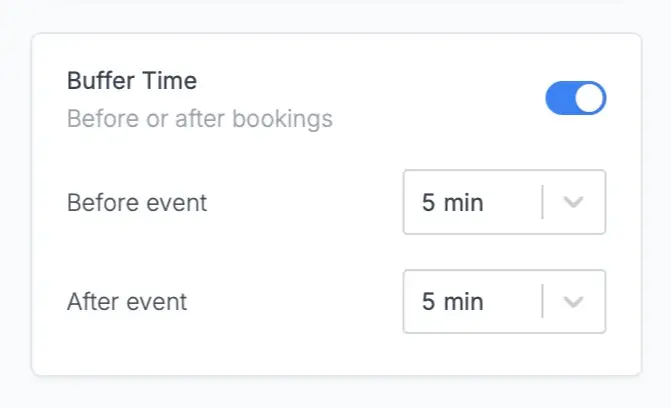 Buffer Time
Before or after bookings
Before event
5 min
After event
5 min